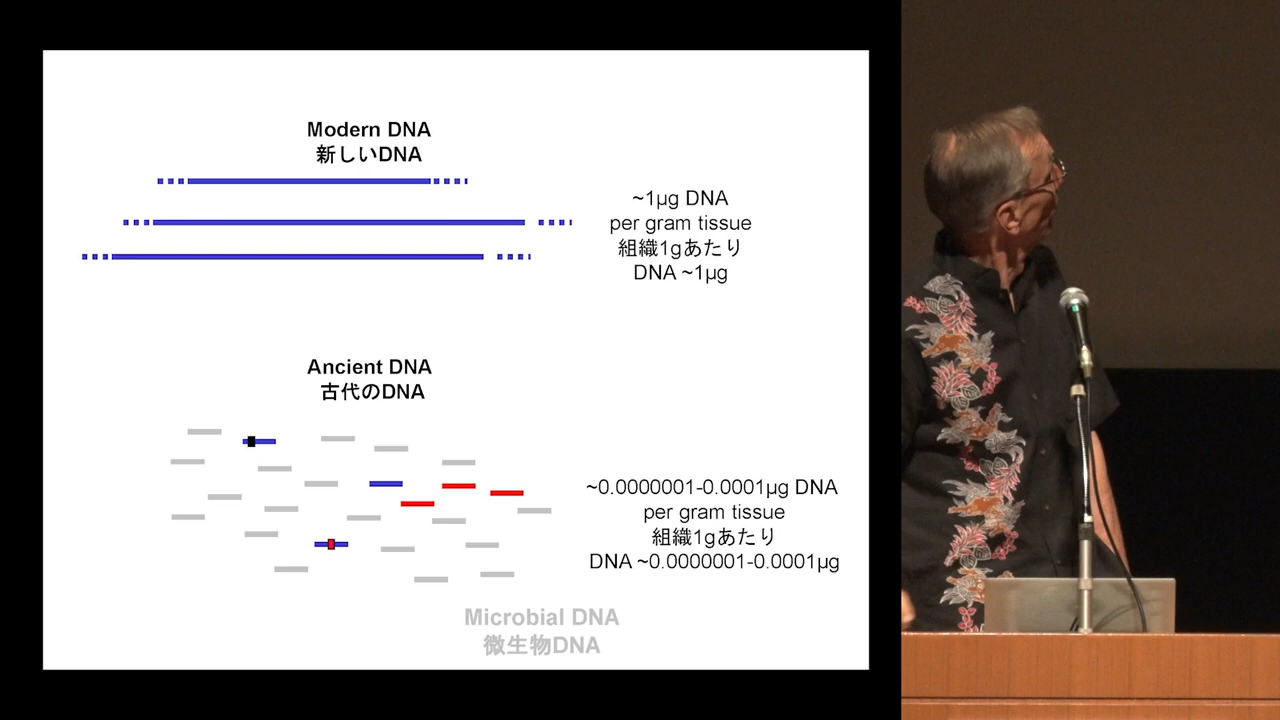 Modern DNA
新しいDNA
~1µg DNA
per gram tissue
組織1gあたり
DNA ~1µg
Ancient DNA
古代のDNA
~0.0000001-0.0001µg DNA
per gram tissue
組織1gあたり
DNA ~0.0000001-0.0001µg
Microbial DNA
微生物DNA